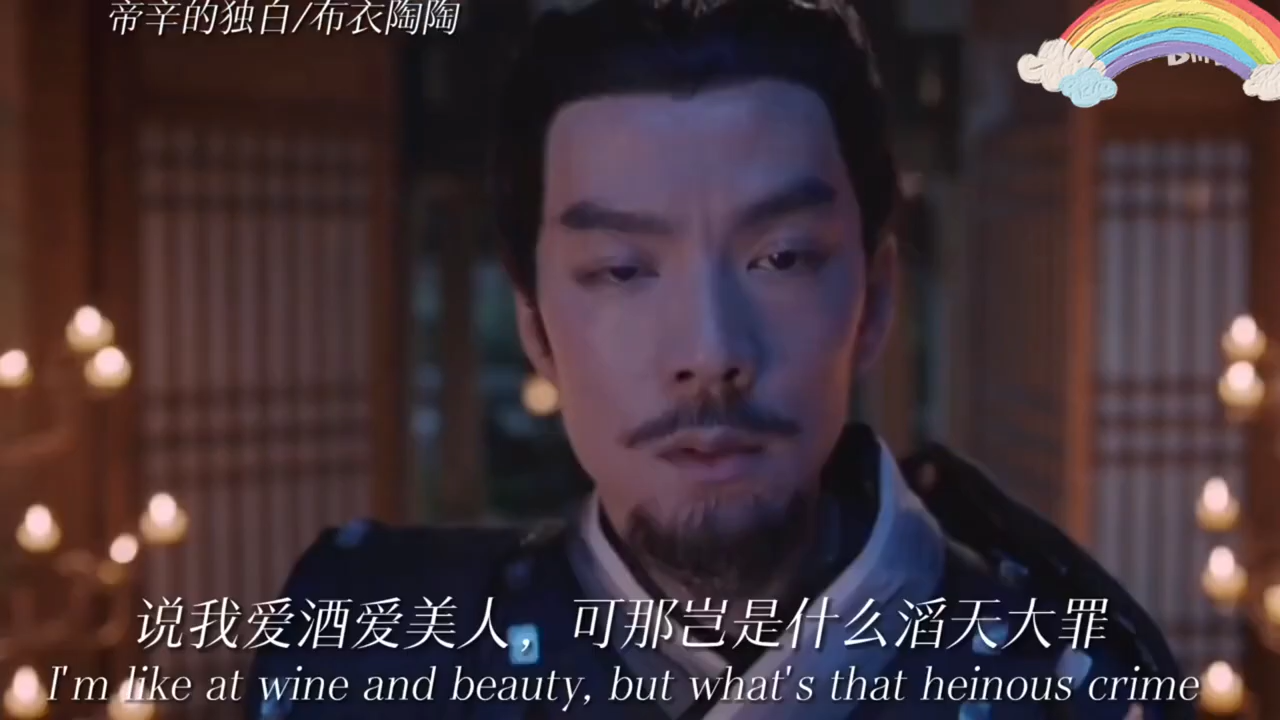 帝辛的独白/布衣陶陶
说我爱酒爱美人，可那岂是什么滔天大罪
I'm like at wine and beauty, but what's that heinous crime